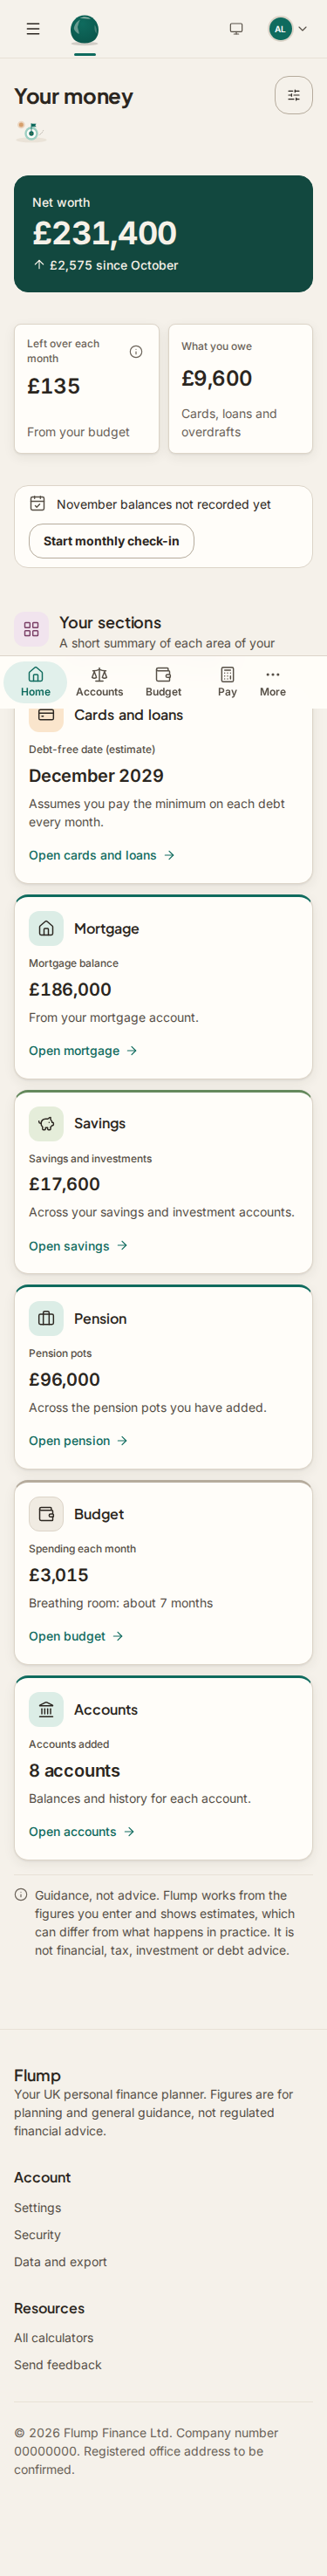 AL
Your money
Net worth
£231,400
↑ £2,575 since October
Left over each
month
£135
From your budget
What you owe
£9,600
Cards, loans and
overdrafts
November balances not recorded yet
Start monthly check-in
Your sections
A short summary of each area of your
Home
Accounts
Budget
Pay
More
Cards and loans
Debt-free date (estimate)
December 2029
Assumes you pay the minimum on each debt
every month.
Open cards and loans →
Mortgage
Mortgage balance
£186,000
From your mortgage account.
Open mortgage →
Savings
Savings and investments
£17,600
Across your savings and investment accounts.
Open savings →
Pension
Pension pots
£96,000
Across the pension pots you have added.
Open pension →
Budget
Spending each month
£3,015
Breathing room: about 7 months
Open budget →
Accounts
Accounts added
8 accounts
Balances and history for each account.
Open accounts →
Guidance, not advice. Flump works from the
figures you enter and shows estimates, which
can differ from what happens in practice. It is
not financial, tax, investment or debt advice.
Flump
Your UK personal finance planner. Figures are for
planning and general guidance, not regulated
financial advice.
Account
Settings
Security
Data and export
Resources
All calculators
Send feedback
© 2026 Flump Finance Ltd. Company number
00000000. Registered office address to be
confirmed.